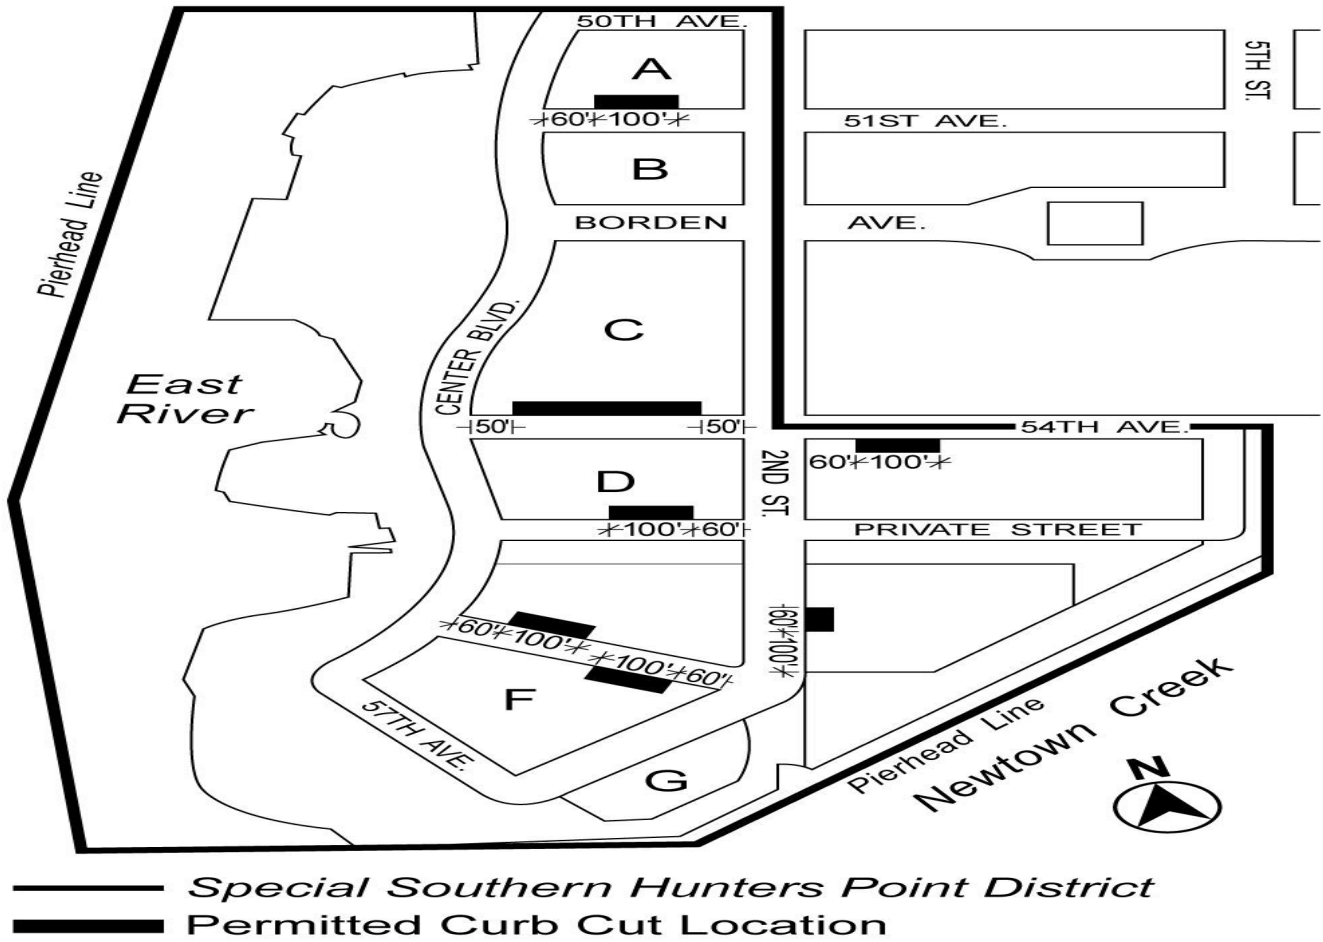 50TH AVE.
A
5TH ST.
60' 100'
51ST AVE.
B
Pierhead Line
BORDEN AVE.
C
CENTER BLVD.
East
River
50' 50'
54TH AVE.
D
2ND ST.
60' 100'
100' 60'
PRIVATE STREET
60' 100'
60' 100'
100' 60'
F
57TH AVE.
G
Pierhead Line
Newtown Creek
N
Special Southern Hunters Point District
Permitted Curb Cut Location